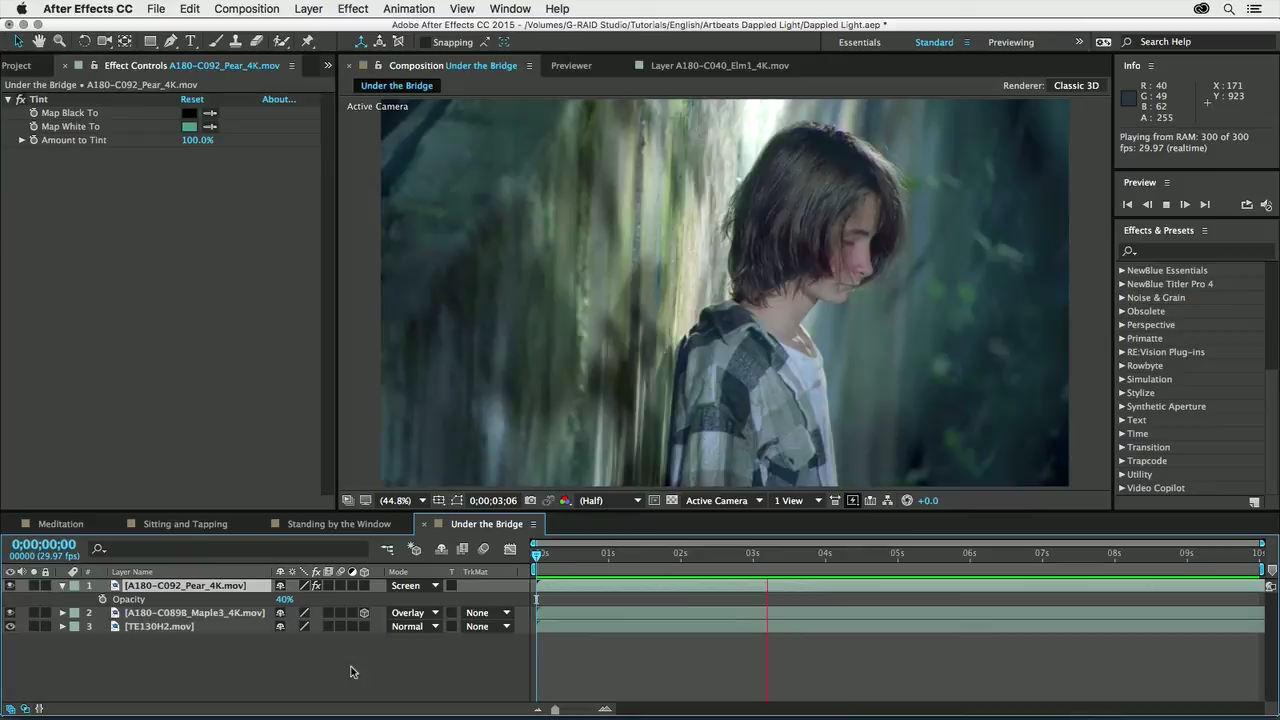 After Effects CC File Edit Composition Layer Effect Animation View Window Help
Adobe After Effects CC 2015 - /Volumes/G-RAID Studio/Tutorials/English/Artbeats Dappled Light/Dappled Light.aep *
Snapping Essentials Standard Previewing Search Help
Project Effect Controls A180-C092_Pear_4K.mov
Under the Bridge • A180-C092_Pear_4K.mov
Tint Reset About...
Map Black To
Map White To
Amount to Tint 100.0%
Composition Under the Bridge Previewer Layer A180-C040_Elm1_4K.mov
Under the Bridge Renderer: Classic 3D
Active Camera
(44.8%) 0;00;03;06 (Half) Active Camera 1 View +0.0
Info
R : 40 X : 171
G : 49 Y : 923
B : 62
A : 255
Playing from RAM: 300 of 300
fps: 29.97 (realtime)
Preview
Effects & Presets
NewBlue Essentials
NewBlue Titler Pro 4
Noise & Grain
Obsolete
Perspective
Primatte
RE:Vision Plug-ins
Rowbyte
Simulation
Stylize
Synthetic Aperture
Text
Time
Transition
Trapcode
Utility
Video Copilot
Meditation Sitting and Tapping Standing by the Window Under the Bridge
0;00;00;00
00000 (29.97 fps)
01s 02s 03s 04s 05s 06s 07s 08s 09s
# Layer Name Mode T TrkMat
1 [A180-C092_Pear_4K.mov] Screen
Opacity 40%
2 [A180-C089B_Maple3_4K.mov] Overlay None
3 [TE130H2.mov] Normal None